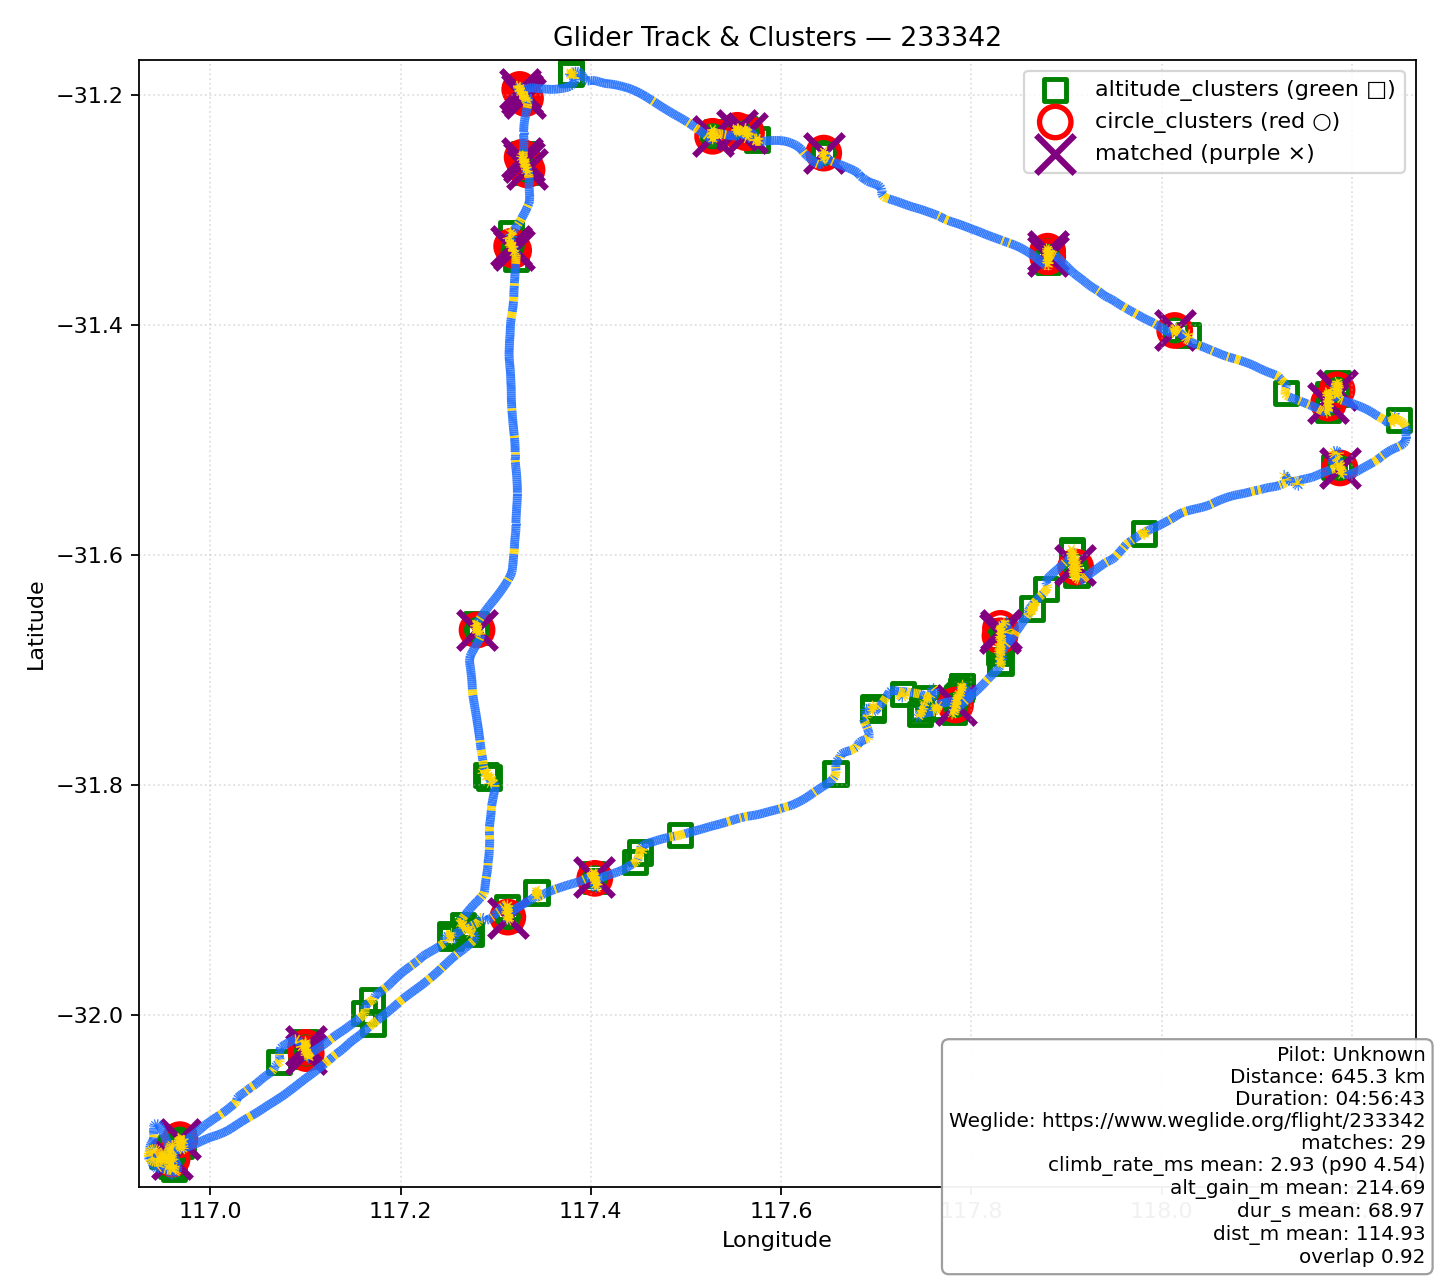 Glider Track & Clusters — 233342
altitude_clusters (green □)
circle_clusters (red ○)
matched (purple ×)
−31.2
−31.4
−31.6
−31.8
−32.0
Latitude
117.0
117.2
117.4
117.6
117.8
118.0
Longitude
Pilot: Unknown
Distance: 645.3 km
Duration: 04:56:43
Weglide: https://www.weglide.org/flight/233342
matches: 29
climb_rate_ms mean: 2.93 (p90 4.54)
alt_gain_m mean: 214.69
dur_s mean: 68.97
dist_m mean: 114.93
overlap 0.92